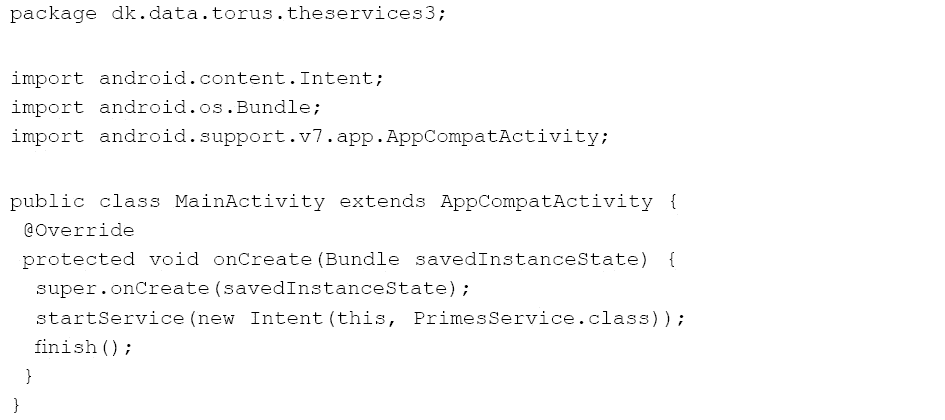 package dk.data.torus.theservices3;
import android.content.Intent;
import android.os.Bundle;
import android.support.v7.app.AppCompatActivity;
public class MainActivity extends AppCompatActivity {
@Override
protected void onCreate(Bundle savedInstanceState) {
super.onCreate(savedInstanceState);
startService(new Intent(this, PrimesService.class));
finish();
}
}